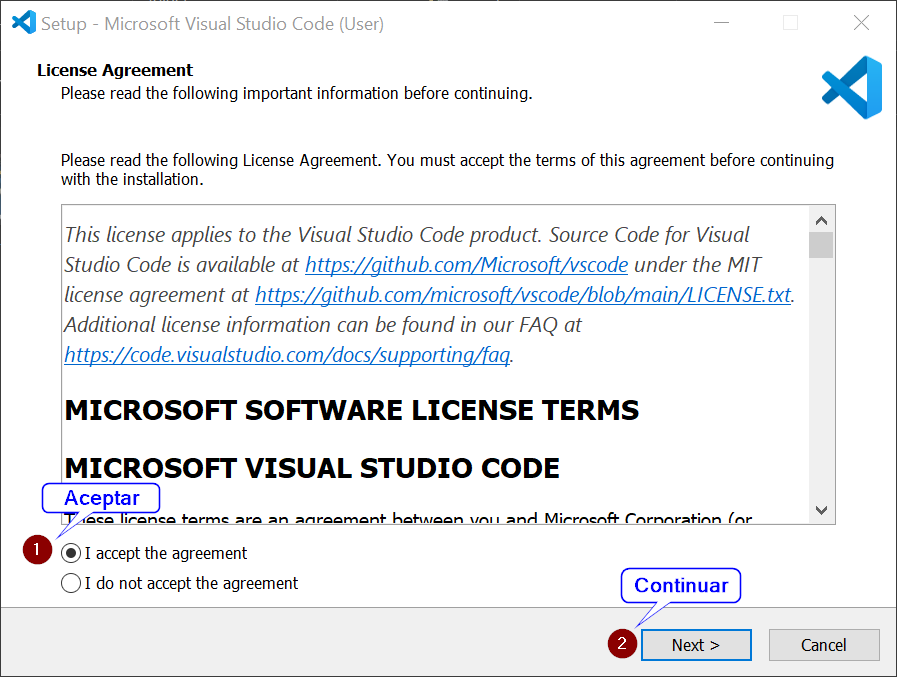 Setup - Microsoft Visual Studio Code (User)
License Agreement
Please read the following important information before continuing.
Please read the following License Agreement. You must accept the terms of this agreement before continuing
with the installation.
This license applies to the Visual Studio Code product. Source Code for Visual
Studio Code is available at https://github.com/Microsoft/vscode under the MIT
license agreement at https://github.com/microsoft/vscode/blob/main/LICENSE.txt.
Additional license information can be found in our FAQ at
https://code.visualstudio.com/docs/supporting/faq.
MICROSOFT SOFTWARE LICENSE TERMS
MICROSOFT VISUAL STUDIO CODE
Aceptar
These license terms are an agreement between you and Microsoft Corporation (or
1
I accept the agreement
I do not accept the agreement
Continuar
2
Next >
Cancel